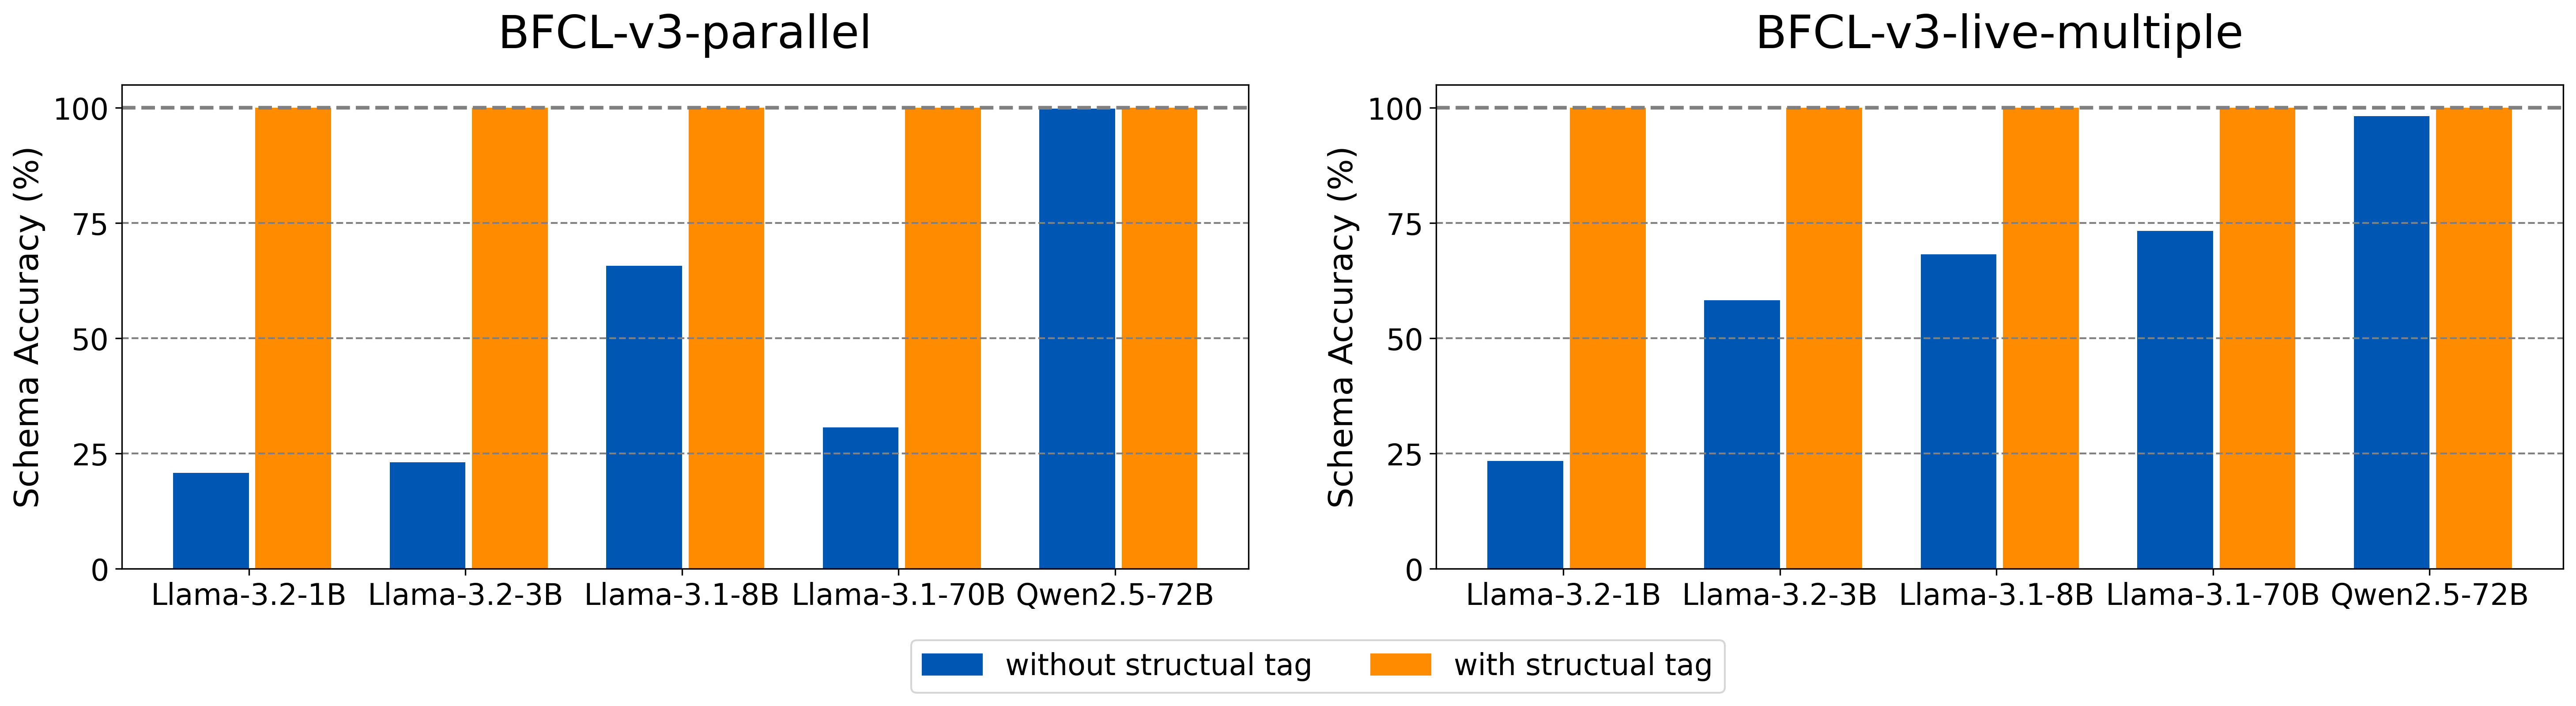 BFCL-v3-parallel
Schema Accuracy (%)
100
75
50
25
0
Llama-3.2-1B Llama-3.2-3B Llama-3.1-8B Llama-3.1-70B Qwen2.5-72B
BFCL-v3-live-multiple
Schema Accuracy (%)
100
75
50
25
0
Llama-3.2-1B Llama-3.2-3B Llama-3.1-8B Llama-3.1-70B Qwen2.5-72B
without structual tag
with structual tag